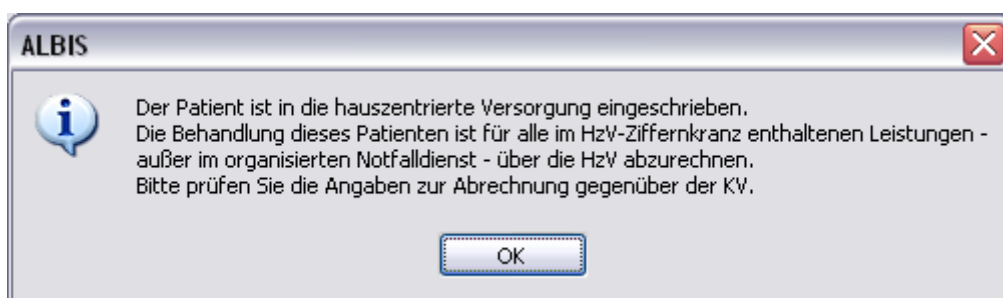 ALBIS
Der Patient ist in die hauszentrierte Versorgung eingeschrieben.
Die Behandlung dieses Patienten ist für alle im HzV-Ziffernkranz enthaltenen Leistungen -
außer im organisierten Notfalldienst - über die HzV abzurechnen.
Bitte prüfen Sie die Angaben zur Abrechnung gegenüber der KV.
OK